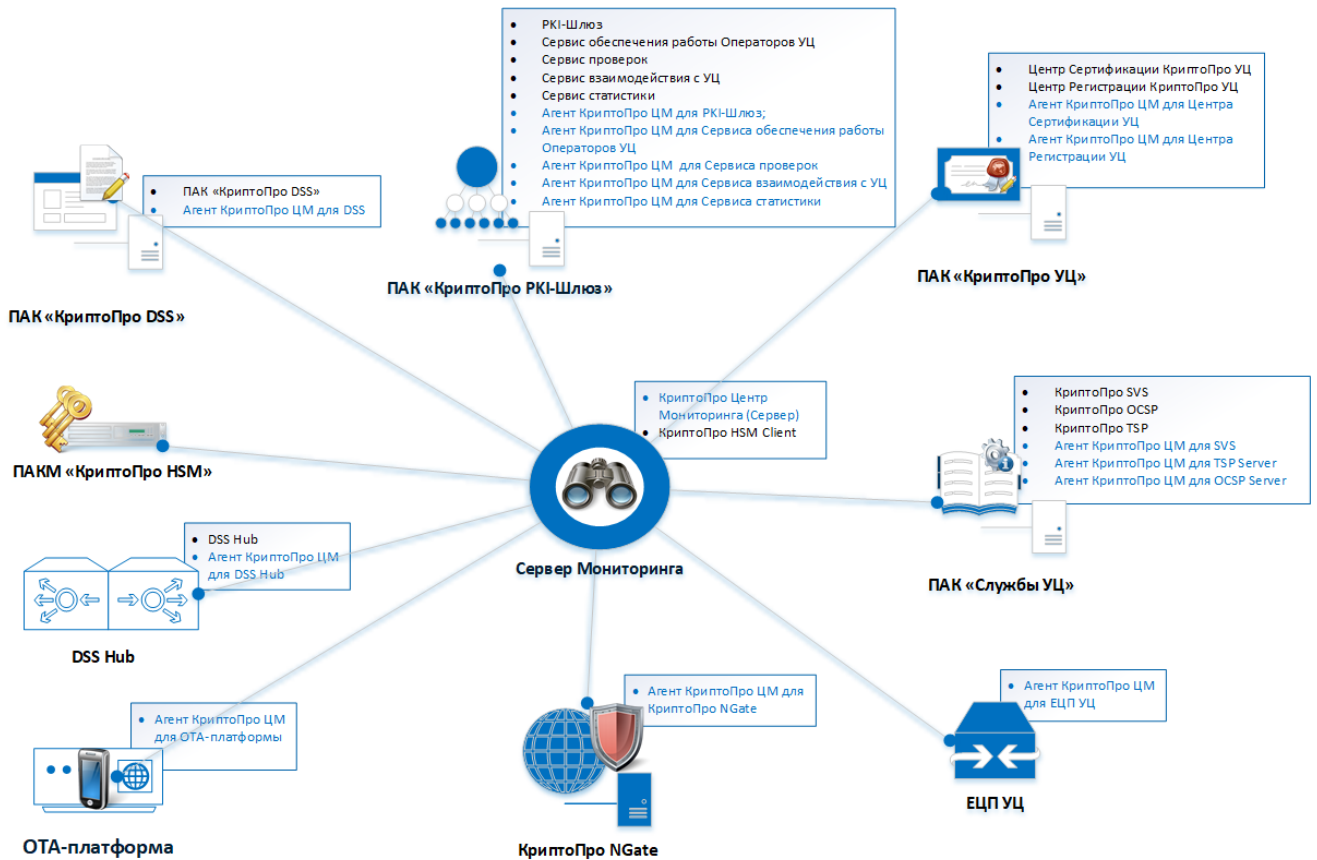 • PKI-Шлюз
• Сервис обеспечения работы Операторов УЦ
• Сервис проверок
• Сервис взаимодействия с УЦ
• Сервис статистики
• Агент КриптоПро ЦМ для PKI-Шлюз;
• Агент КриптоПро ЦМ для Сервиса обеспечения работы
Операторов УЦ
• Агент КриптоПро ЦМ для Сервиса проверок
• Агент КриптоПро ЦМ для Сервиса взаимодействия с УЦ
• Агент КриптоПро ЦМ для Сервиса статистики
ПАК «КриптоПро PKI-Шлюз»
• Центр Сертификации КриптоПро УЦ
• Центр Регистрации КриптоПро УЦ
• Агент КриптоПро ЦМ для Центра
Сертификации УЦ
• Агент КриптоПро ЦМ для Центра
Регистрации УЦ
ПАК «КриптоПро УЦ»
• ПАК «КриптоПро DSS»
• Агент КриптоПро ЦМ для DSS
ПАК «КриптоПро DSS»
ПАКМ «КриптоПро HSM»
• КриптоПро Центр
Мониторинга (Сервер)
• КриптоПро HSM Client
Сервер Мониторинга
• КриптоПро SVS
• КриптоПро OCSP
• КриптоПро TSP
• Агент КриптоПро ЦМ для SVS
• Агент КриптоПро ЦМ для TSP Server
• Агент КриптоПро ЦМ для OCSP Server
ПАК «Службы УЦ»
• DSS Hub
• Агент КриптоПро ЦМ
для DSS Hub
DSS Hub
• Агент КриптоПро ЦМ
для ОТА-платформы
ОТА-платформа
• Агент КриптоПро ЦМ для
КриптоПро NGate
КриптоПро NGate
• Агент КриптоПро ЦМ
для ЕЦП УЦ
ЕЦП УЦ